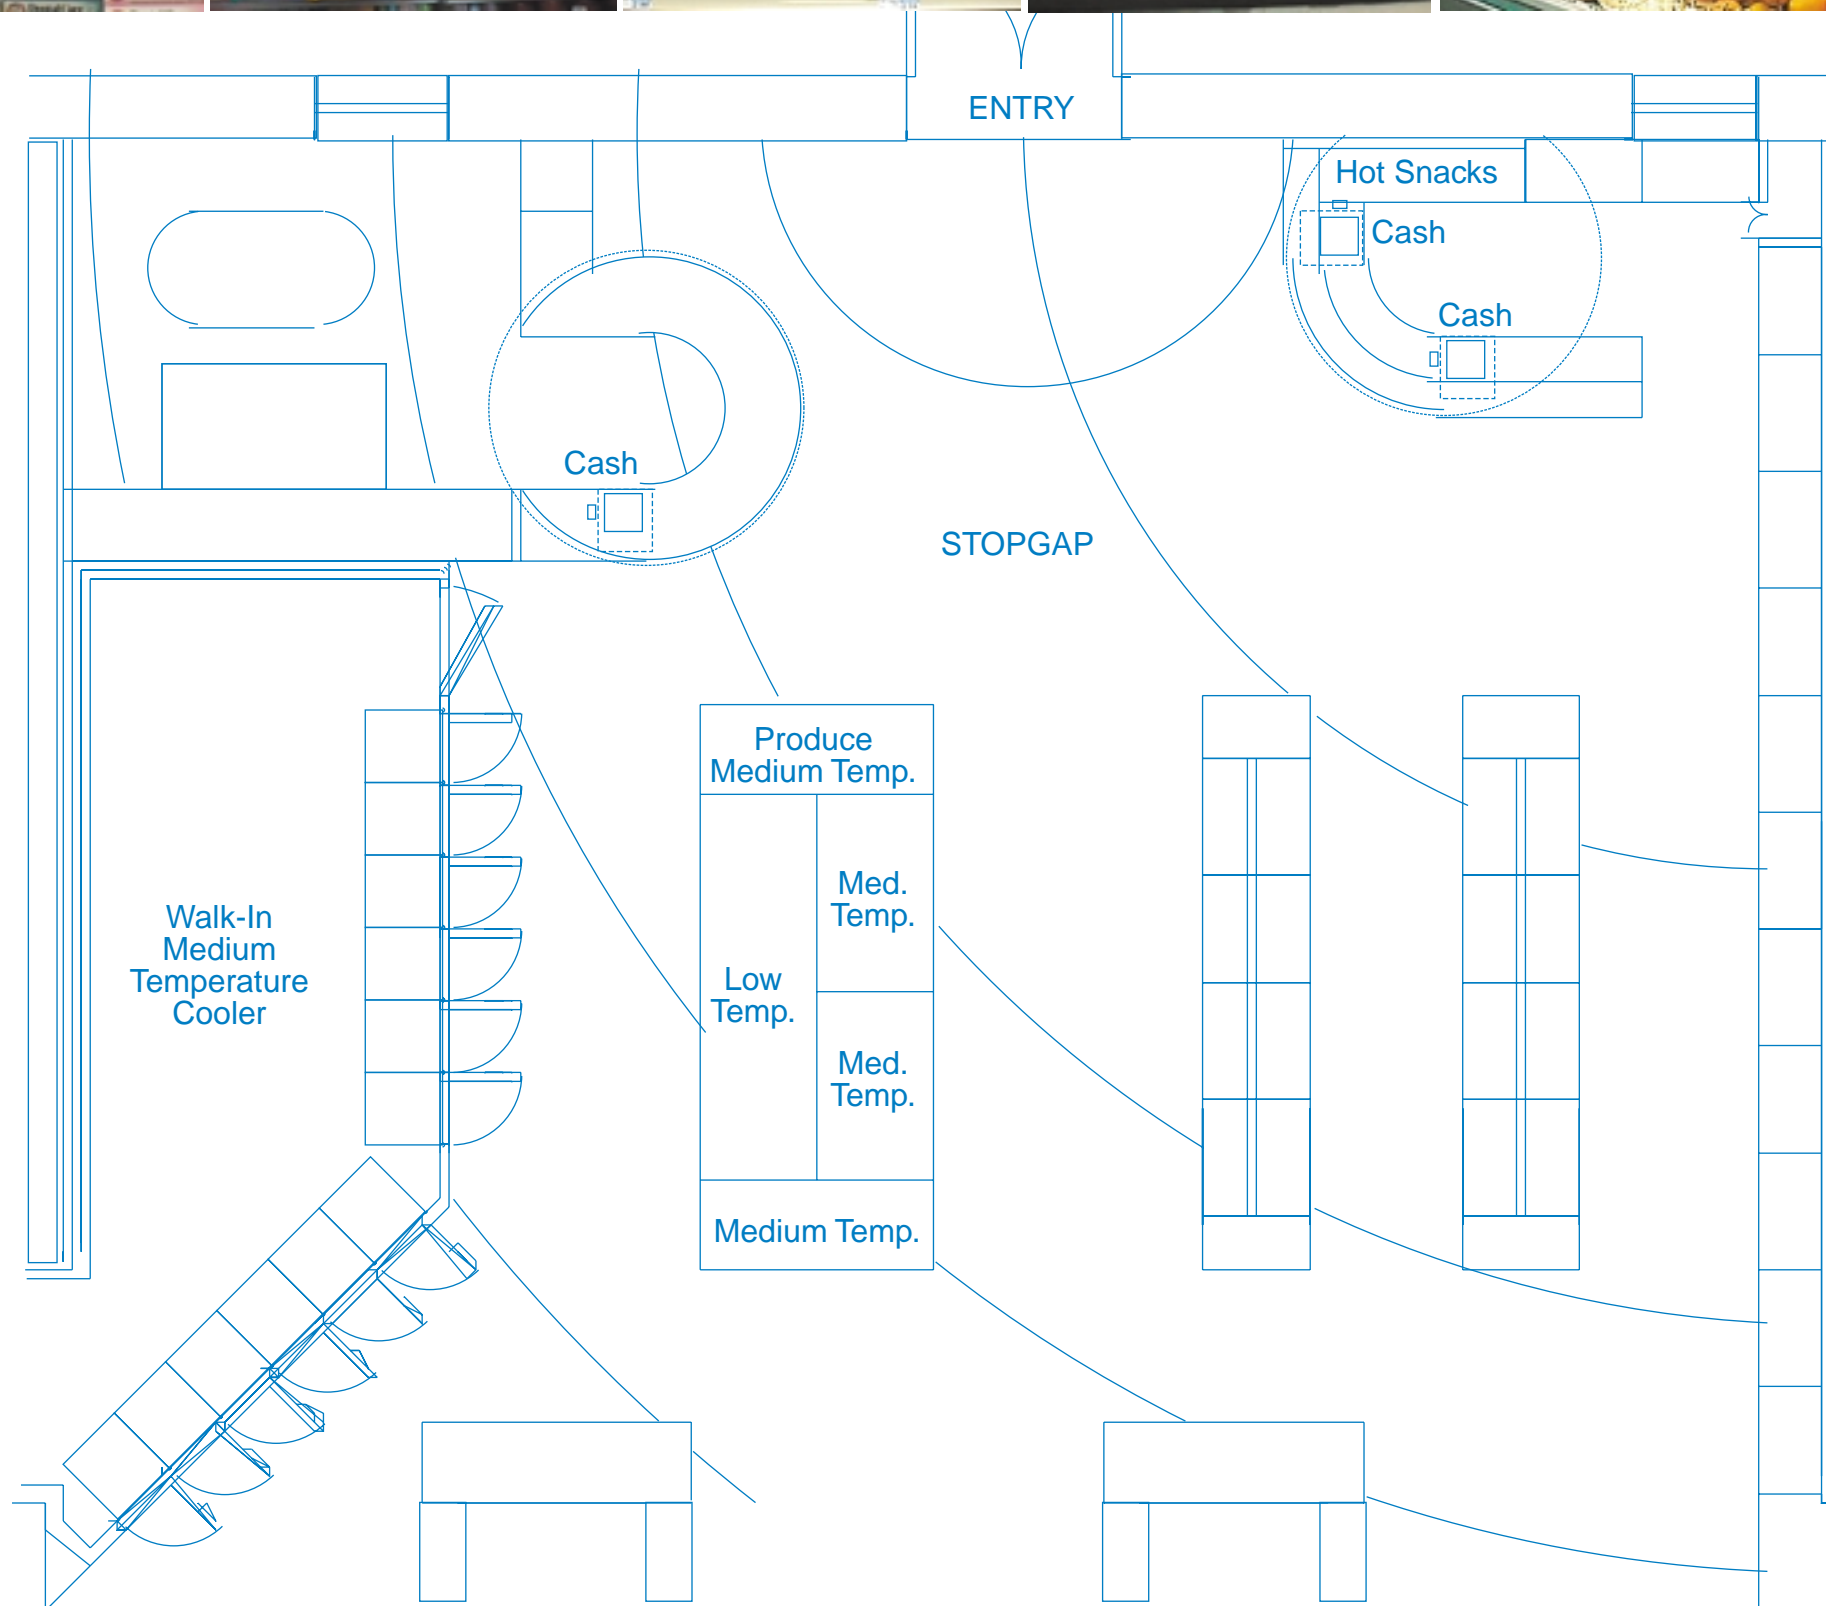 ENTRY
Hot Snacks
Cash
Cash
Cash
STOPGAP
Produce
Medium Temp.
Med.
Temp.
Low
Temp.
Med.
Temp.
Medium Temp.
Walk-In
Medium
Temperature
Cooler